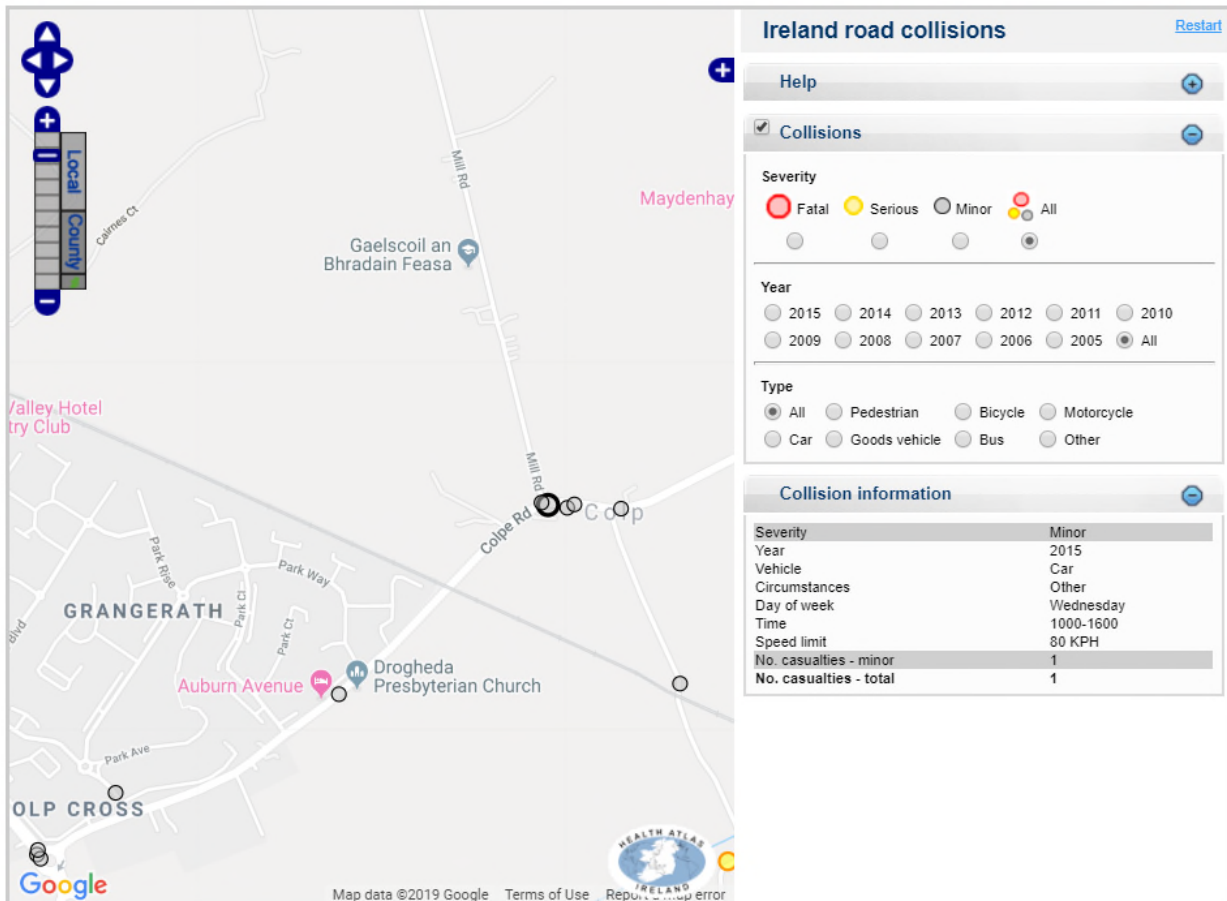 Local
County
Cairnes Ct
Mill Rd
Maydenhay
Gaelscoil an
Bhradain Feasa
Valley Hotel
try Club
Mill Rd
Colpe Rd
Colp
Park Rise
Park Way
Park Cl
Park Ct
GRANGERATH
Blvd
Drogheda
Presbyterian Church
Auburn Avenue
Park Ave
OLP CROSS
HEALTH ATLAS
IRELAND
Google
Map data ©2019 Google Terms of Use Report a map error
Ireland road collisions
Restart
Help
Collisions
Severity
Fatal Serious Minor All
Year
2015 2014 2013 2012 2011 2010
2009 2008 2007 2006 2005 All
Type
All Pedestrian Bicycle Motorcycle
Car Goods vehicle Bus Other
Collision information
Severity Minor
Year 2015
Vehicle Car
Circumstances Other
Day of week Wednesday
Time 1000-1600
Speed limit 80 KPH
No. casualties - minor 1
No. casualties - total 1